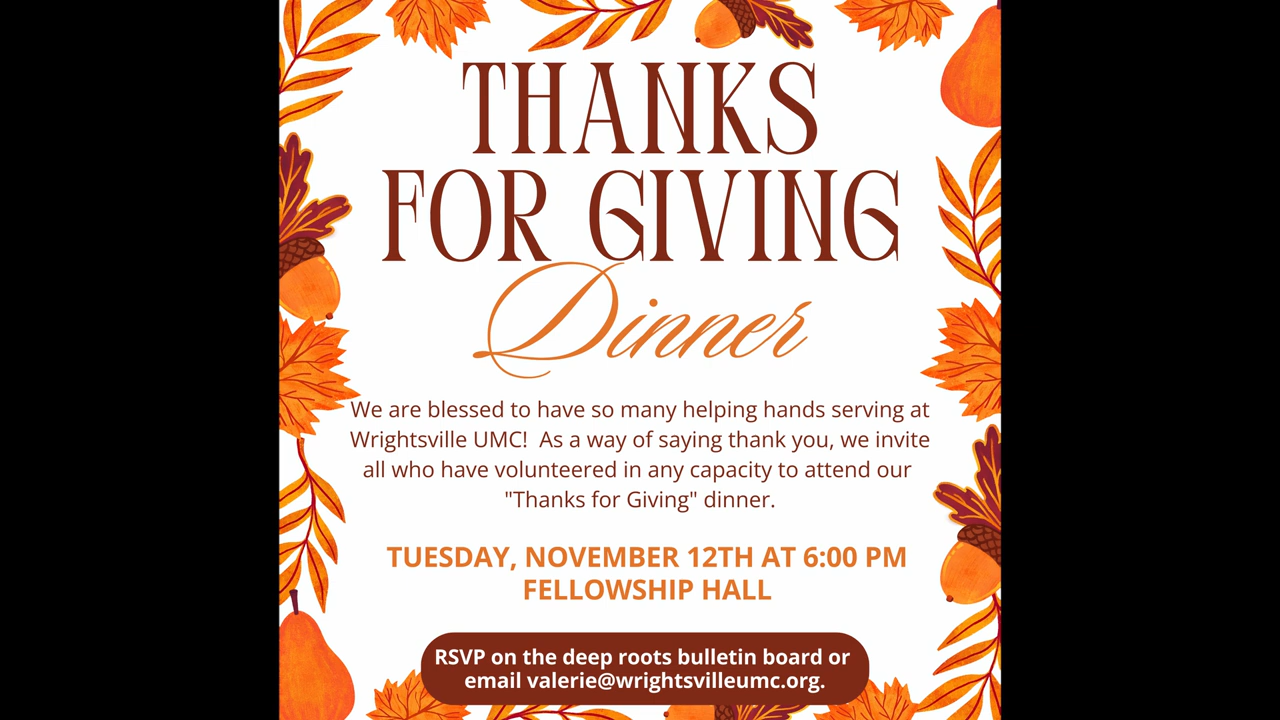 THANKS
FOR GIVING
Dinner
We are blessed to have so many helping hands serving at
Wrightsville UMC!  As a way of saying thank you, we invite
all who have volunteered in any capacity to attend our
"Thanks for Giving" dinner.
TUESDAY, NOVEMBER 12TH AT 6:00 PM
FELLOWSHIP HALL
RSVP on the deep roots bulletin board or
email valerie@wrightsvilleumc.org.